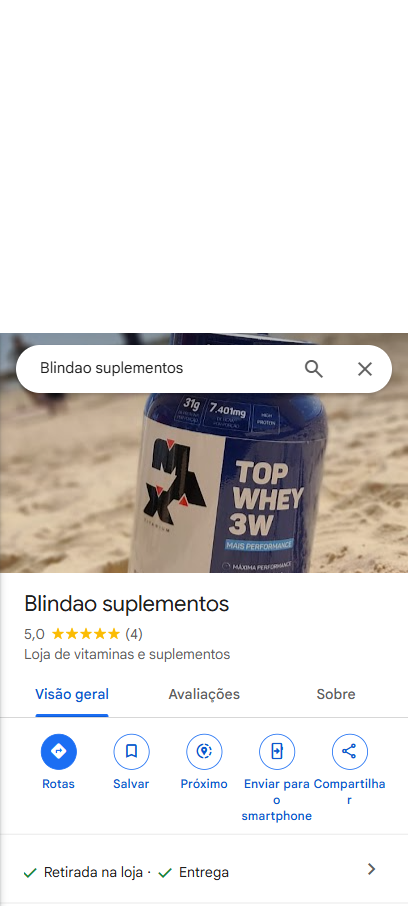 Blindao suplementos
31g
7.401mg
HIGH
PROTEIN
MAX
TITANIUM
TOP
WHEY
3W
MAIS PERFORMANCE
MÁXIMA PERFORMANCE
Blindao suplementos
5,0 (4)
Loja de vitaminas e suplementos
Visão geral Avaliações Sobre
Rotas Salvar Próximo Enviar para Compartilha
o r
smartphone
Retirada na loja · Entrega